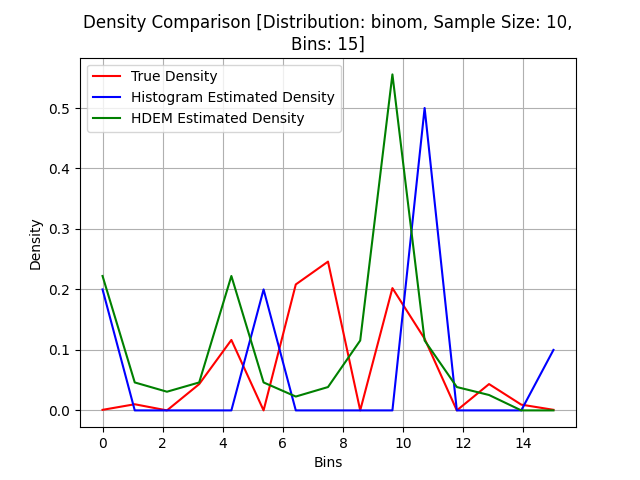 Density Comparison [Distribution: binom, Sample Size: 10,
Bins: 15]
True Density
Histogram Estimated Density
HDEM Estimated Density
Density
0.5
0.4
0.3
0.2
0.1
0.0
0 2 4 6 8 10 12 14
Bins